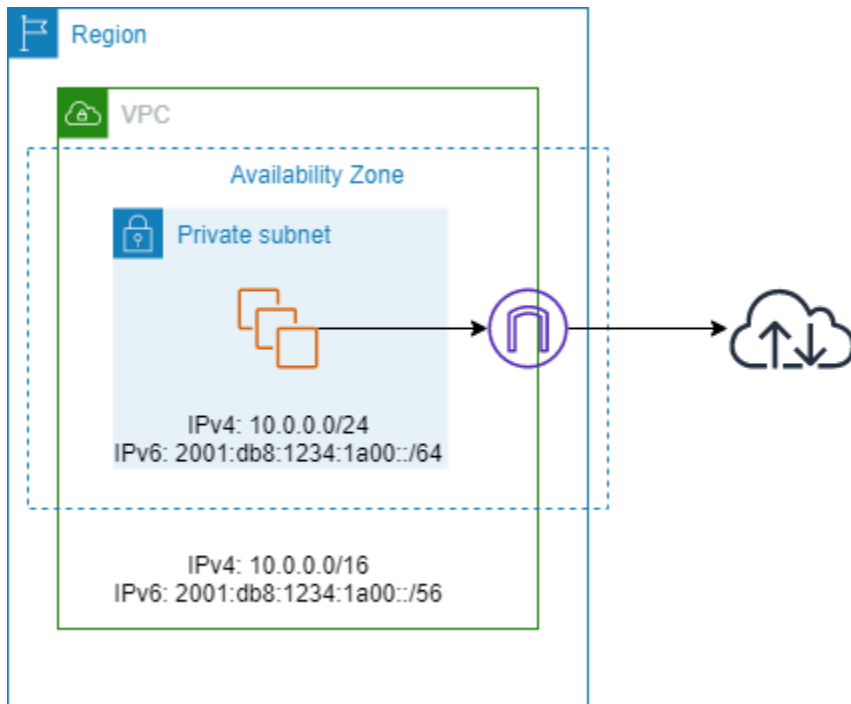 Region
VPC
Availability Zone
Private subnet
IPv4: 10.0.0.0/24
IPv6: 2001:db8:1234:1a00::/64
IPv4: 10.0.0.0/16
IPv6: 2001:db8:1234:1a00::/56